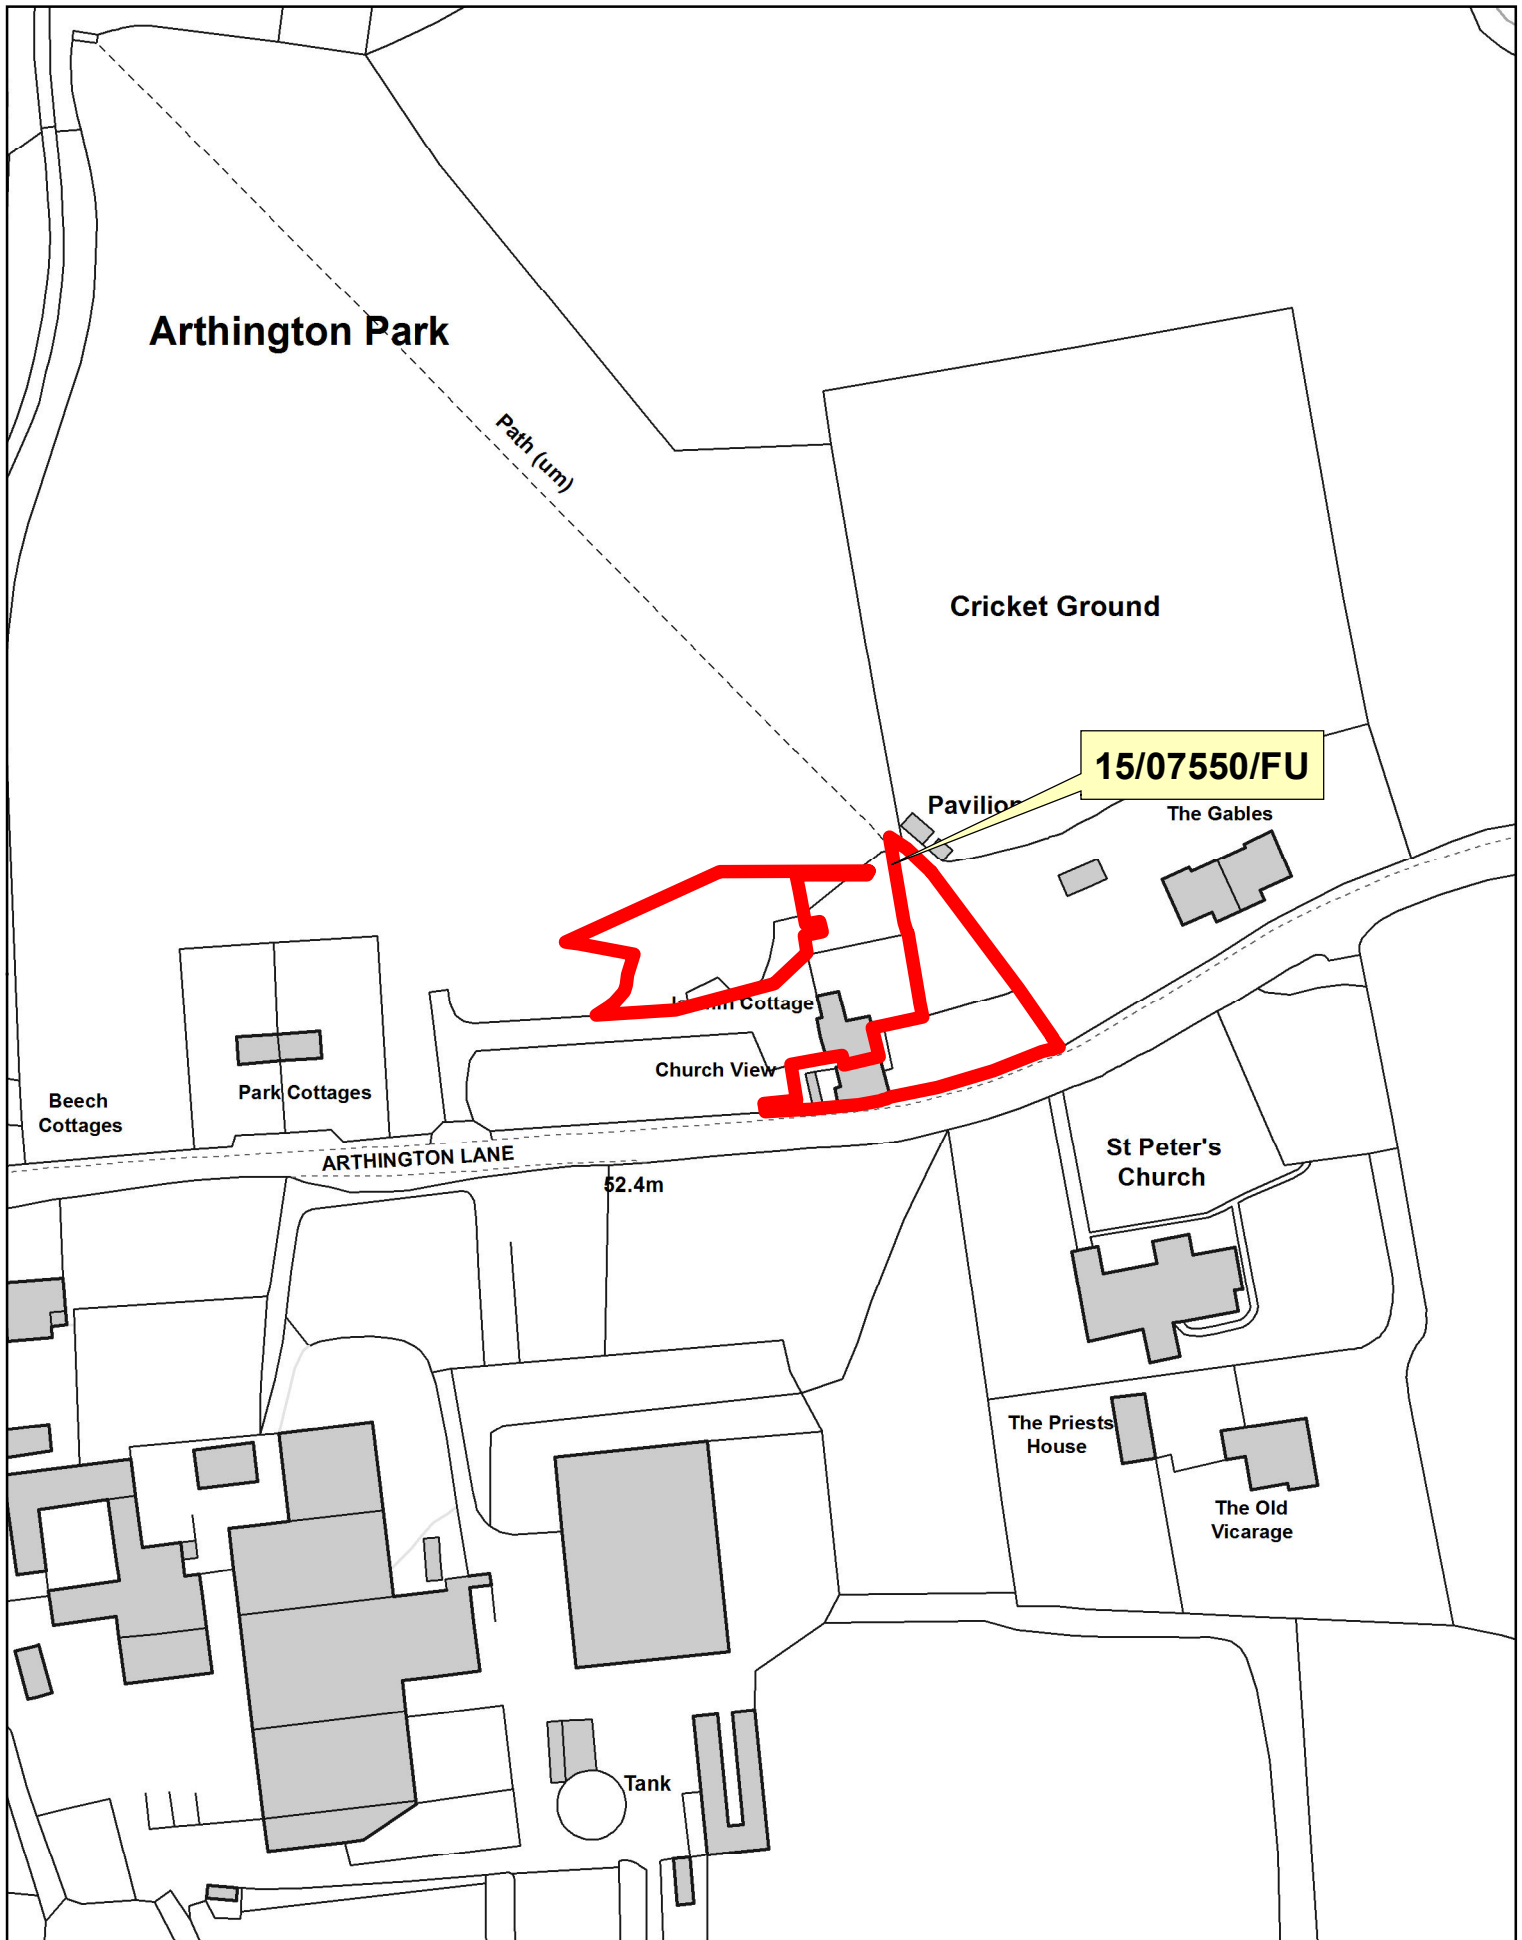 Arthington Park
Path (um)
Cricket Ground
15/07550/FU
Pavilion
The Gables
Cottage
Church View
Park Cottages
Beech
Cottages
ARTHINGTON LANE
52.4m
St Peter's
Church
The Priests
House
The Old
Vicarage
Tank